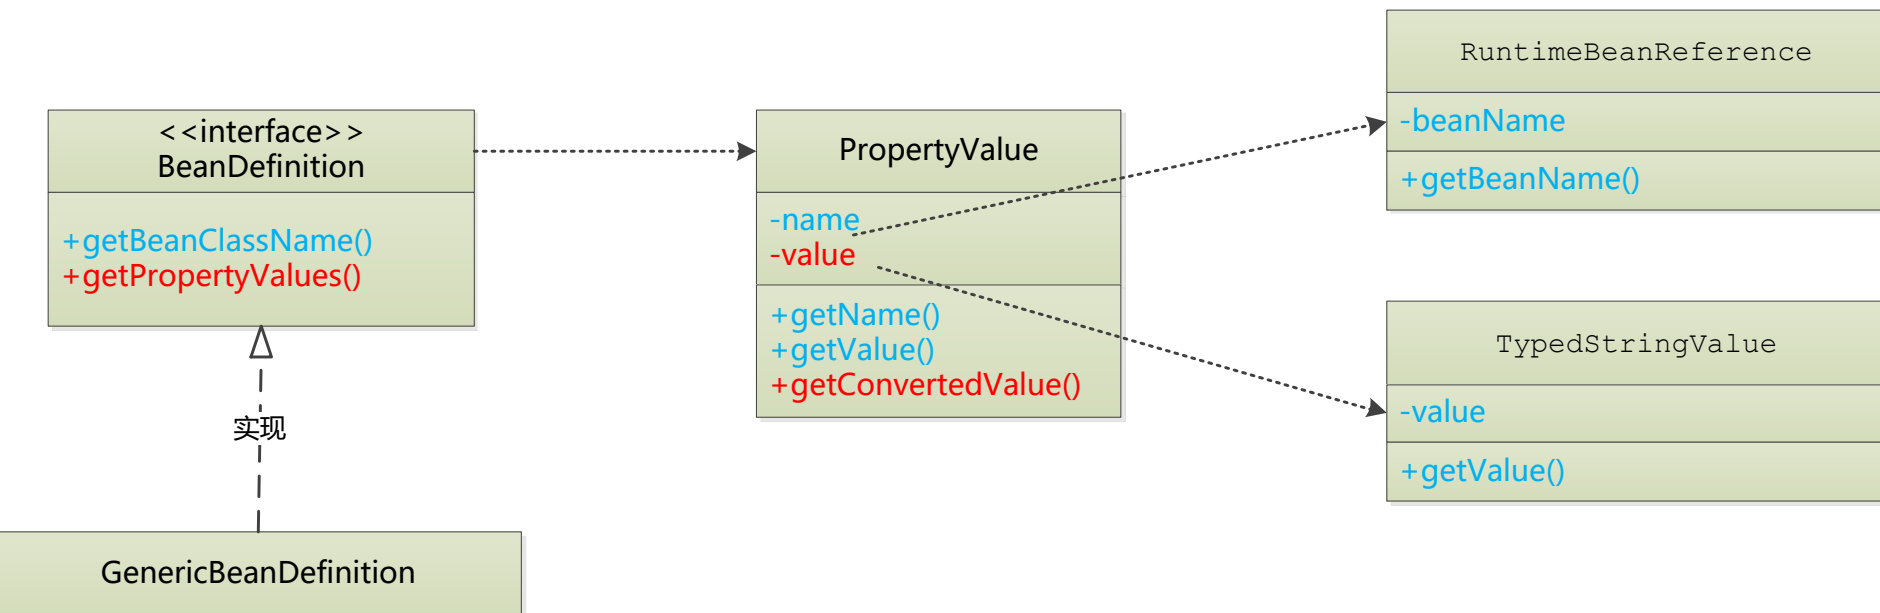 <<interface>>
BeanDefinition
+getBeanClassName()
+getPropertyValues()
实现
GenericBeanDefinition
PropertyValue
-name
-value
+getName()
+getValue()
+getConvertedValue()
RuntimeBeanReference
-beanName
+getBeanName()
TypedStringValue
-value
+getValue()